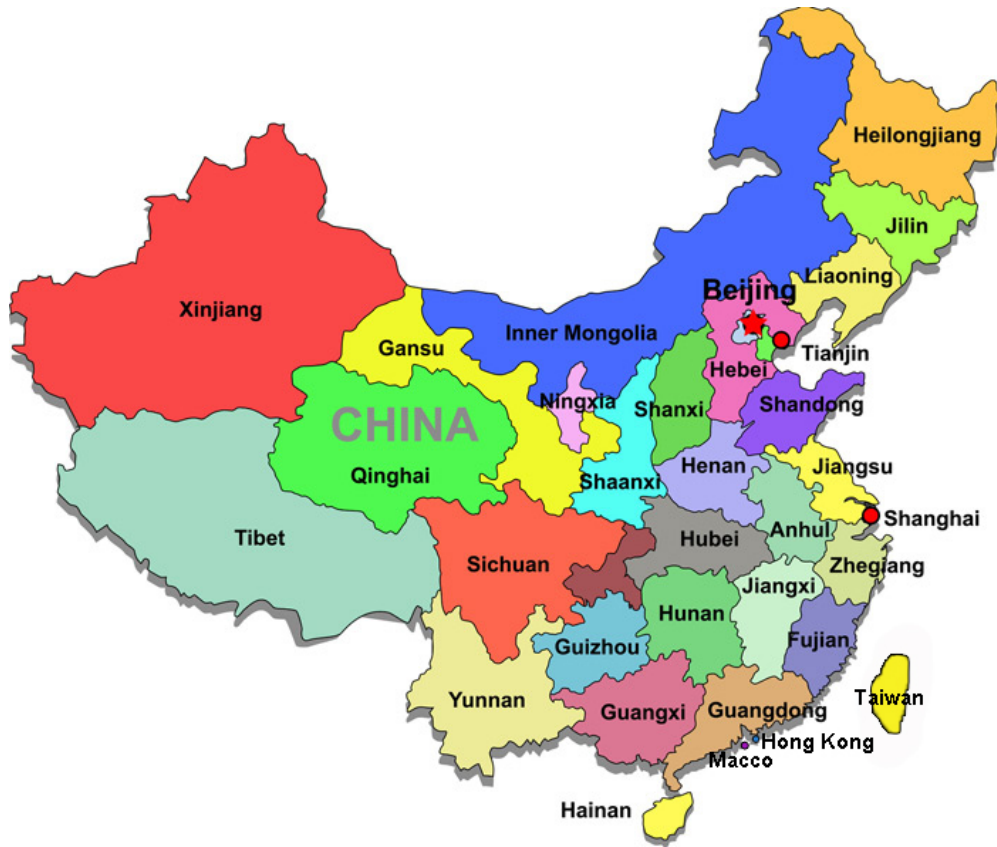 Heilongjiang
Jilin
Liaoning
Beijing
Xinjiang
Inner Mongolia
Gansu
Tianjin
Hebei
Ningxia
Shanxi
Shandong
CHINA
Qinghai
Henan
Jiangsu
Shaanxi
Shanghai
Tibet
Hubei
Anhui
Sichuan
Zhegiang
Jiangxi
Hunan
Fujian
Guizhou
Yunnan
Taiwan
Guangxi
Guangdong
Hong Kong
Macco
Hainan